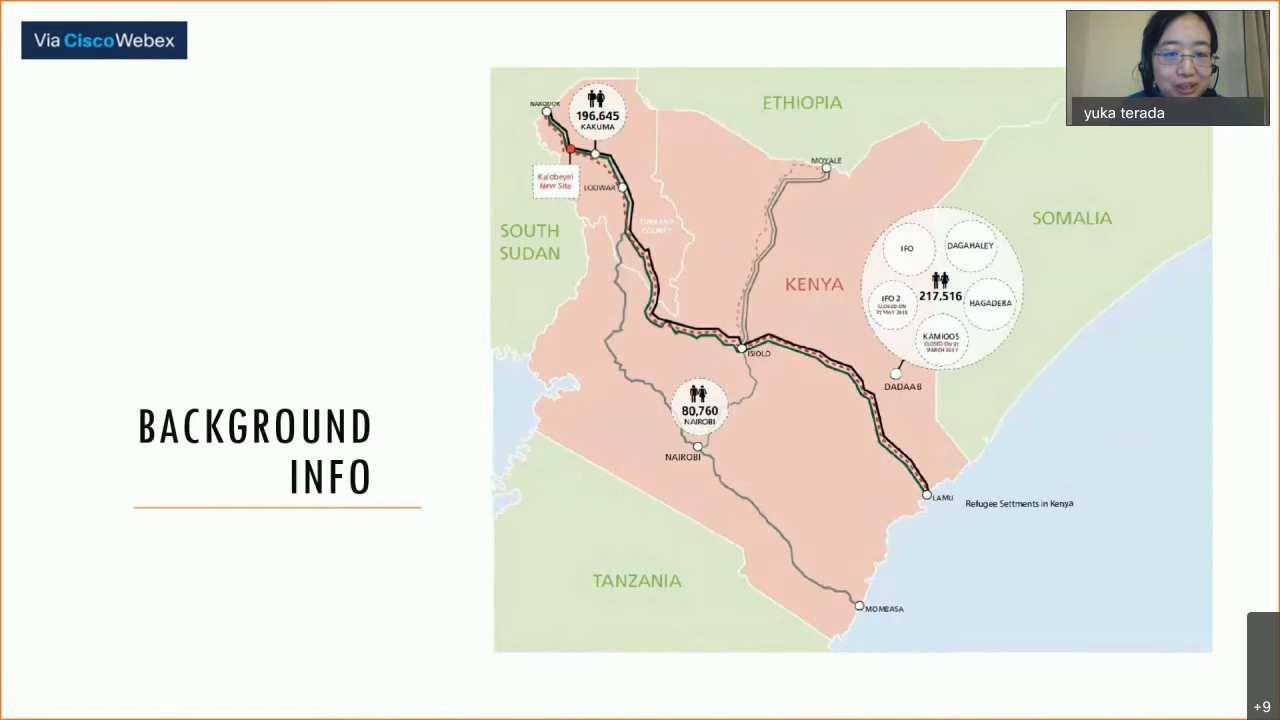 Via CiscoWebex
yuka terada
ETHIOPIA
196,645
KAKUMA
Kalobeyei
New Site
LODWAR
MOYALE
SOUTH
SUDAN
SOMALIA
KENYA
IFO
DAGAHALEY
217,516
IFO 2
HAGADERA
KAMIOOS
ISIOLO
DADAAB
80,760
NAIROBI
NAIROBI
BACKGROUND
INFO
LAMU
Refugee Settments in Kenya
TANZANIA
MOMBASA
+9